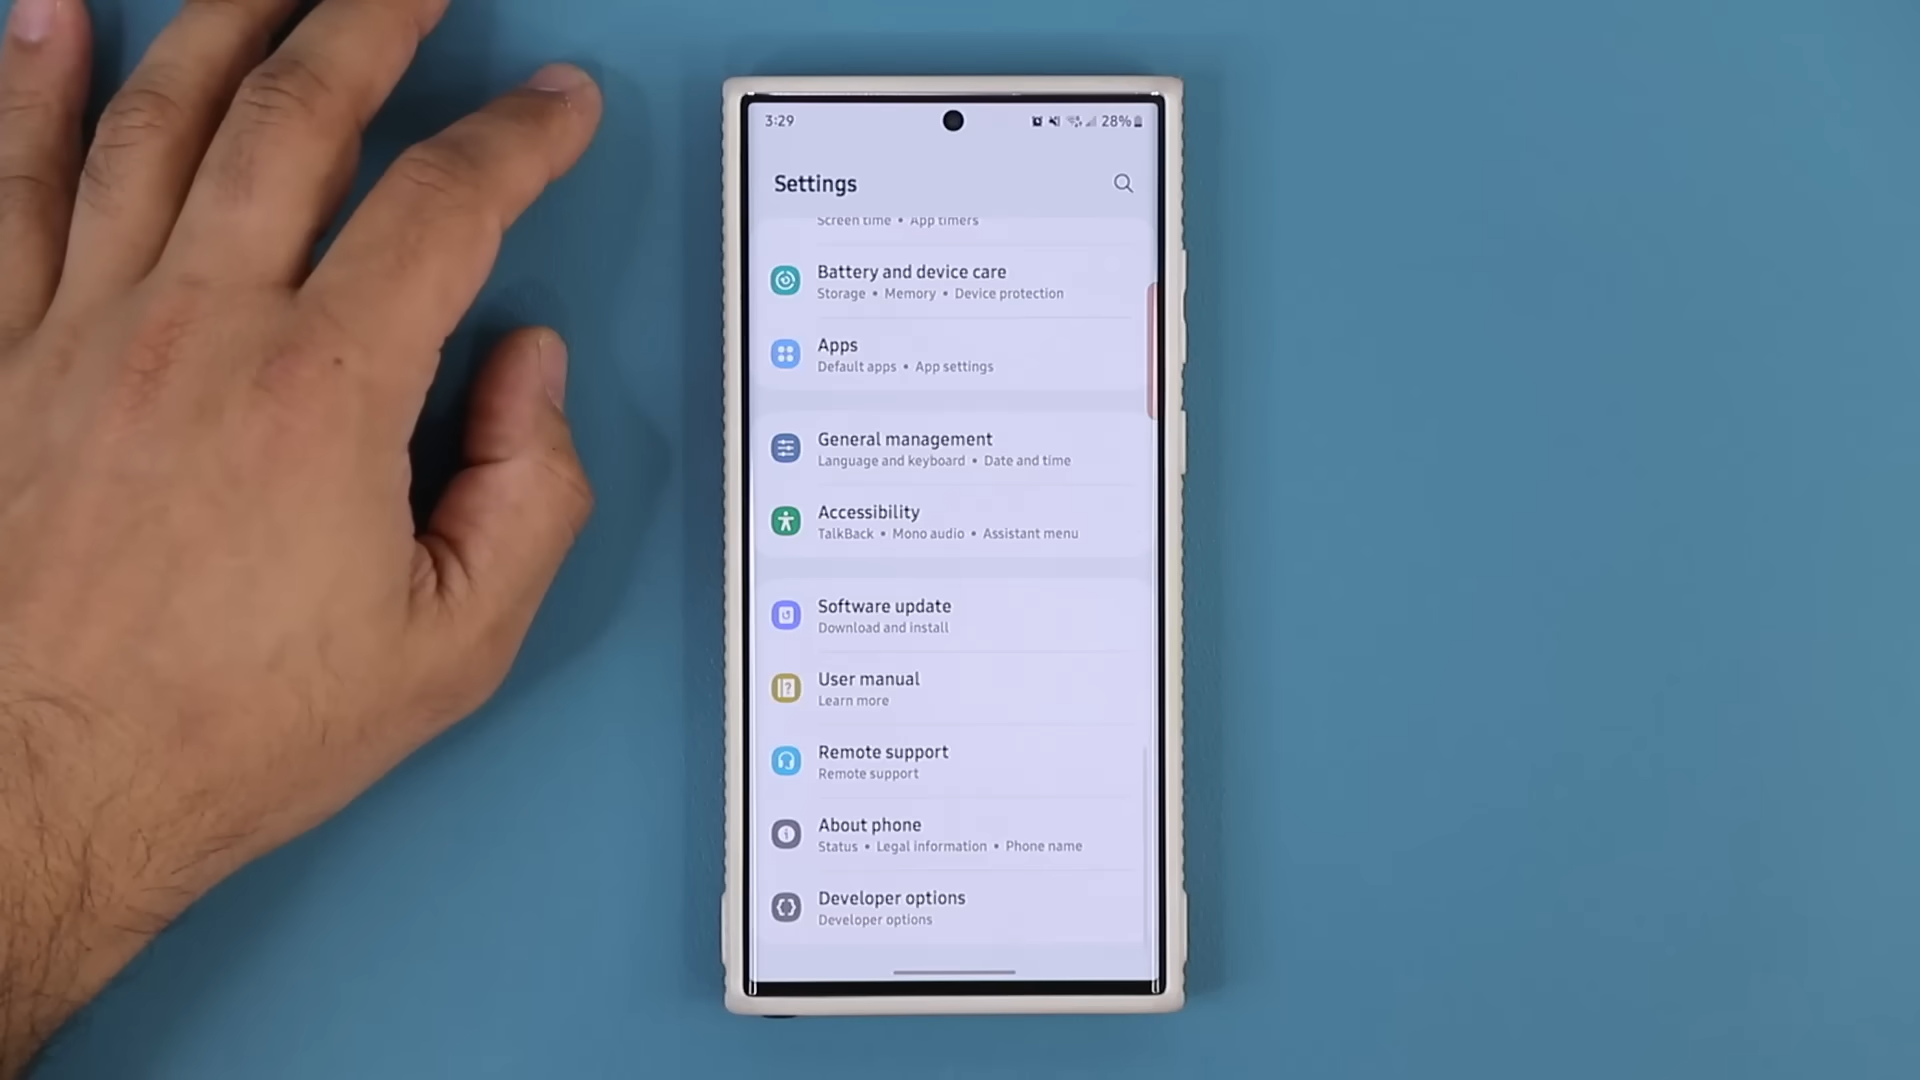 3:29
28%
Settings
Screen time • App timers
Battery and device care
Storage • Memory • Device protection
Apps
Default apps • App settings
General management
Language and keyboard • Date and time
Accessibility
TalkBack • Mono audio • Assistant menu
Software update
Download and install
User manual
Learn more
Remote support
Remote support
About phone
Status • Legal information • Phone name
Developer options
Developer options